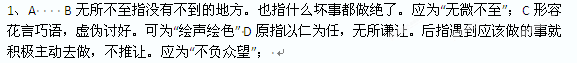 1、A····B 无所不至指没有不到的地方。也指什么坏事都做绝了。应为“无微不至”；C 形容
花言巧语，虚伪讨好。可为“绘声绘色”·D 原指以仁为任，无所谦让。后指遇到应该做的事就
积极主动去做，不推让。应为“不负众望”；·↵